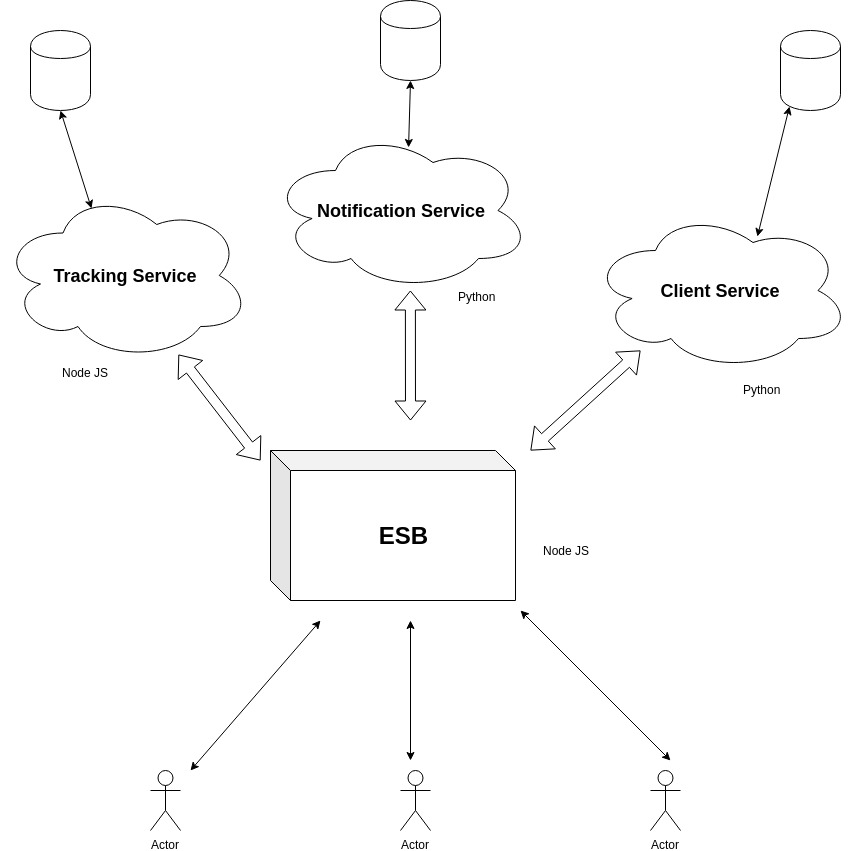 Notification Service
Tracking Service
Client Service
Python
Node JS
Python
ESB
Node JS
Actor
Actor
Actor